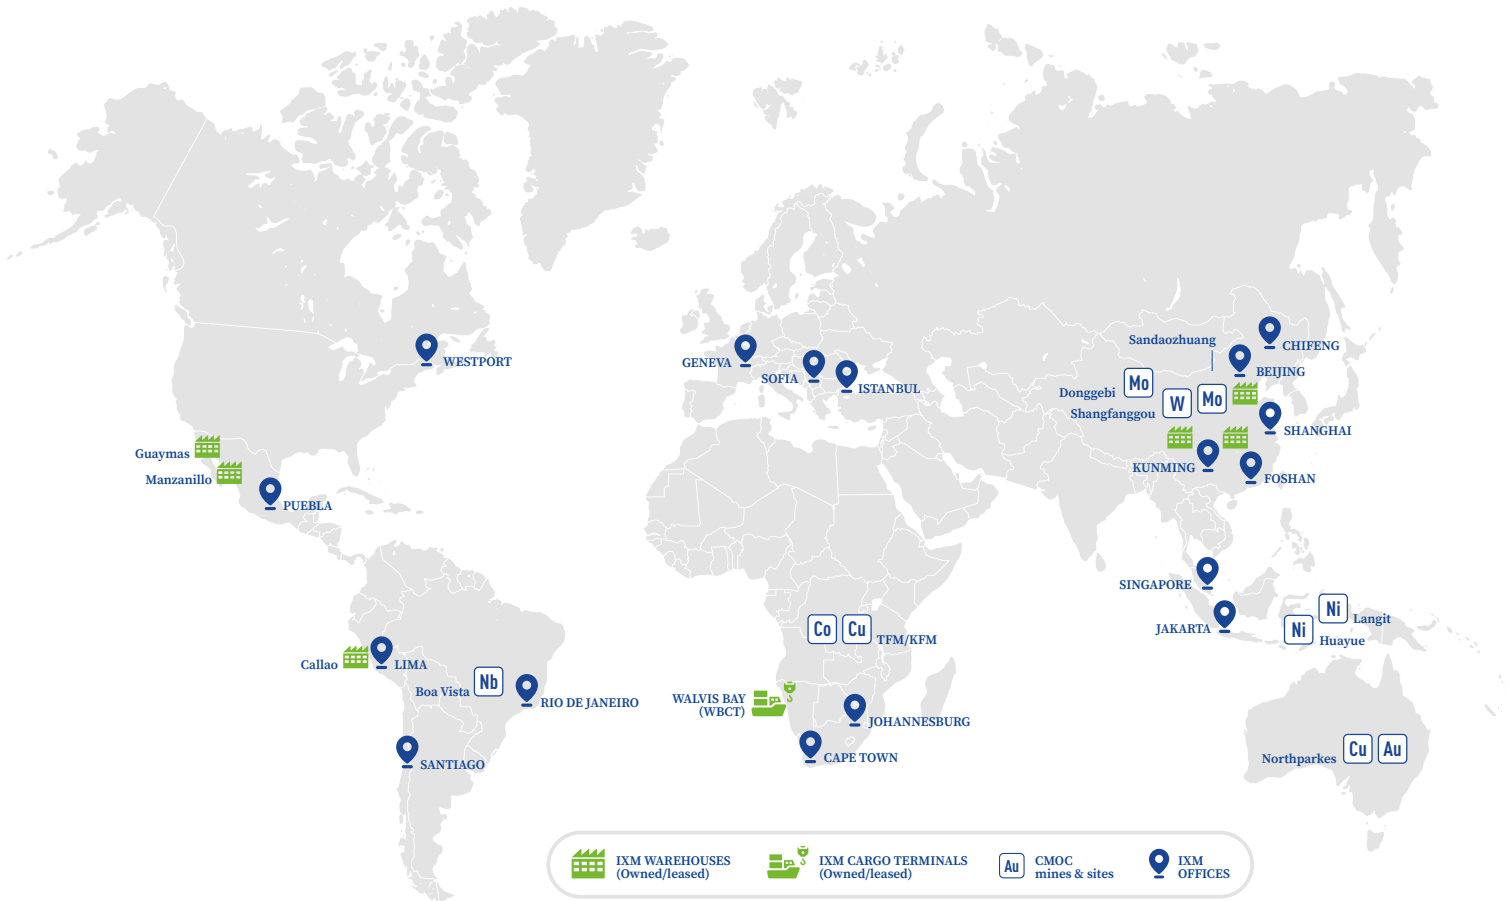 WESTPORT
Guaymas
Manzanillo
PUEBLA
Callao
LIMA
Boa Vista
Nb
RIO DE JANEIRO
SANTIAGO
GENEVA
SOFIA
ISTANBUL
Co
Cu
TFM/KFM
WALVIS BAY
(WBCT)
JOHANNESBURG
CAPE TOWN
Sandaozhuang
CHIFENG
BEIJING
Donggebi
Mo
Shangfanggou
W
Mo
SHANGHAI
KUNMING
FOSHAN
SINGAPORE
JAKARTA
Ni
Langit
Ni
Huayue
Northparkes
Cu
Au
IXM WAREHOUSES
(Owned/leased)
IXM CARGO TERMINALS
(Owned/leased)
Au
CMOC
mines & sites
IXM
OFFICES